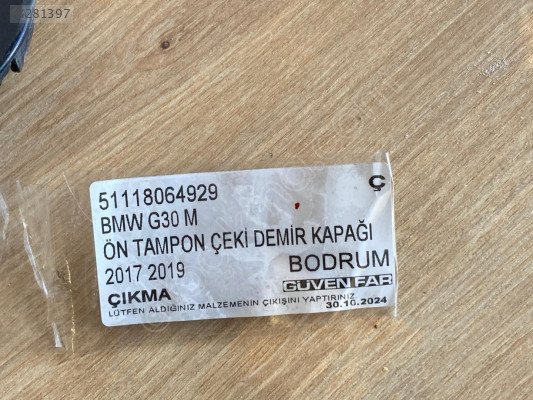 281397
51118064929 Ç
BMW G30 M
ÖN TAMPON ÇEKİ DEMİR KAPAĞI
2017 2019 BODRUM
ÇIKMA GÜVEN FAR
LÜTFEN ALDIĞINIZ MALZEMENİN ÇIKIŞINI YAPTIRINIZ
30.10.2024